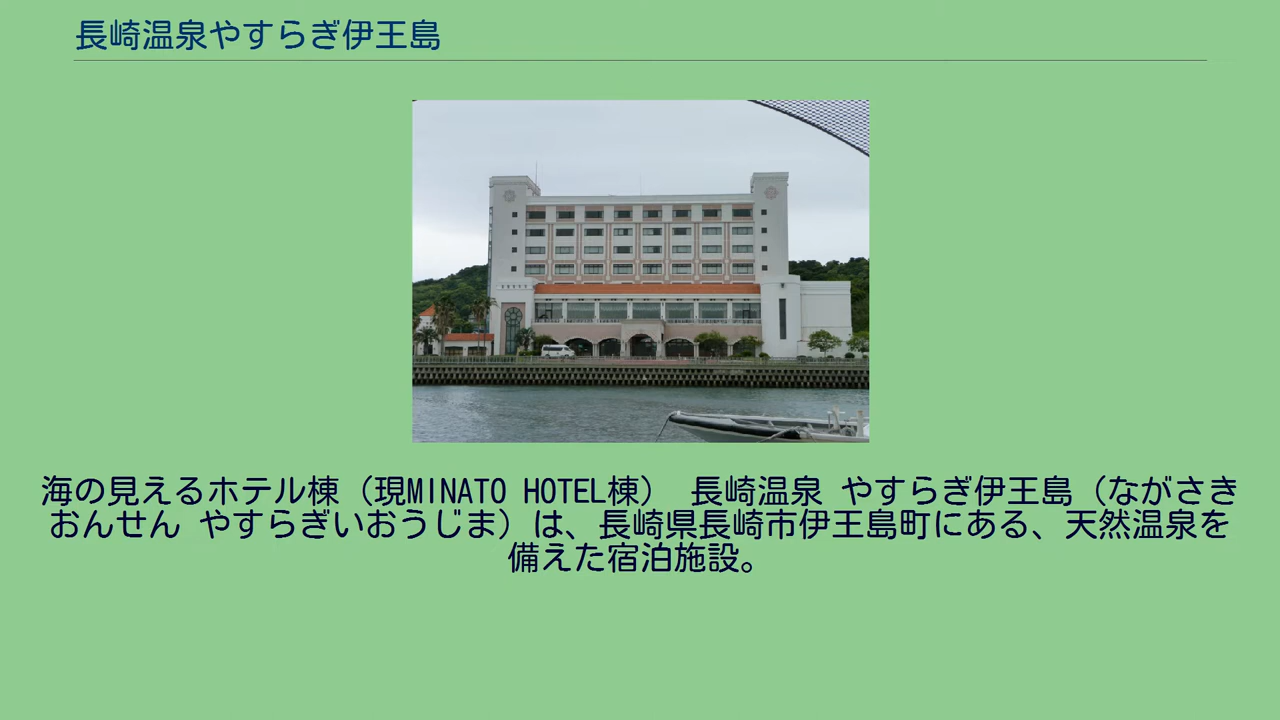 長崎温泉やすらぎ伊王島
海の見えるホテル棟（現MINATO HOTEL棟） 長崎温泉 やすらぎ伊王島（ながさき
おんせん やすらぎいおうじま）は、長崎県長崎市伊王島町にある、天然温泉を
備えた宿泊施設。